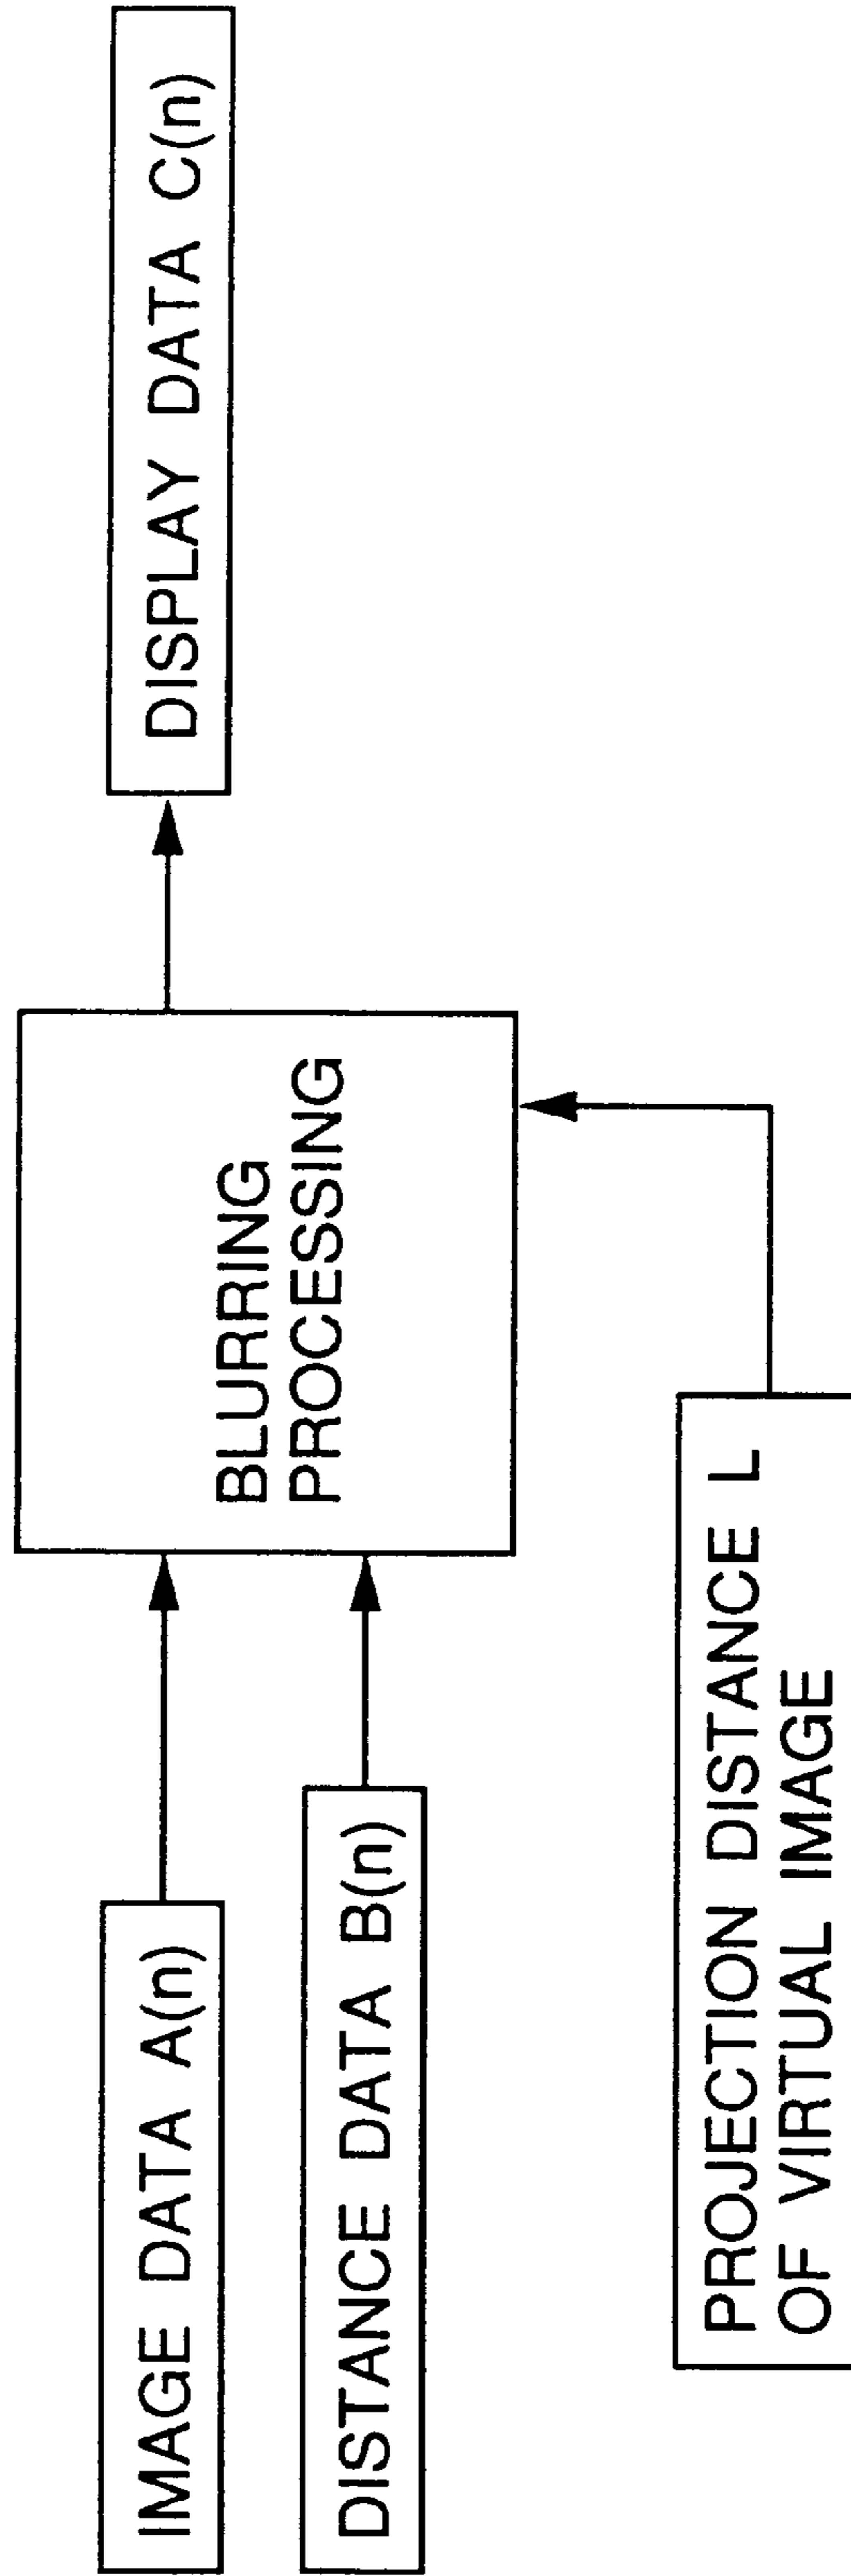 IMAGE DATA A(n)
DISTANCE DATA B(n)
PROJECTION DISTANCE L
OF VIRTUAL IMAGE
BLURRING
PROCESSING
DISPLAY DATA C(n)